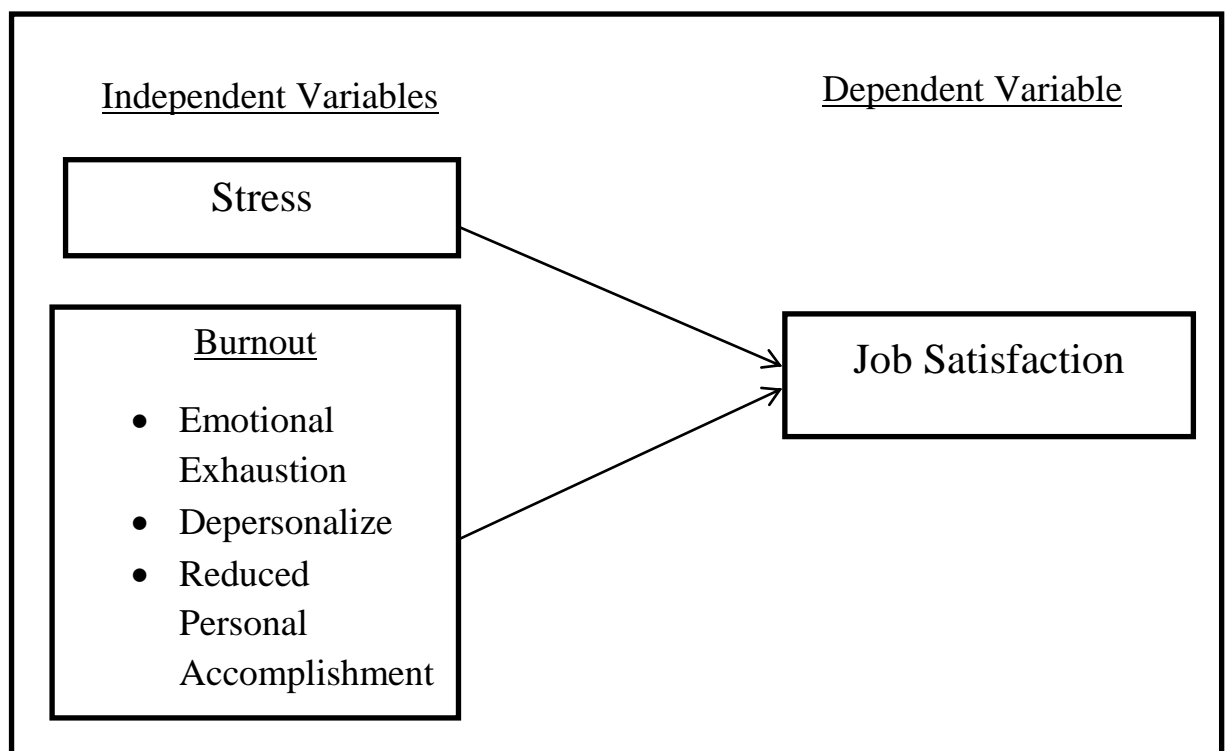 Independent Variables
Dependent Variable
Stress
Burnout
• Emotional
Exhaustion
• Depersonalize
• Reduced
Personal
Accomplishment
Job Satisfaction